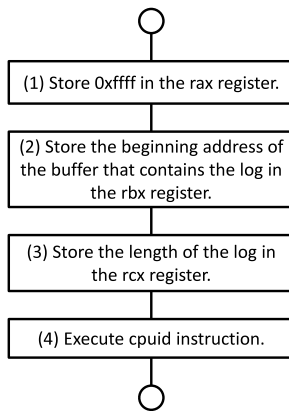 (1) Store 0xffff in the rax register.
(2) Store the beginning address of
the buffer that contains the log in
the rbx register.
(3) Store the length of the log in
the rcx register.
(4) Execute cpuid instruction.